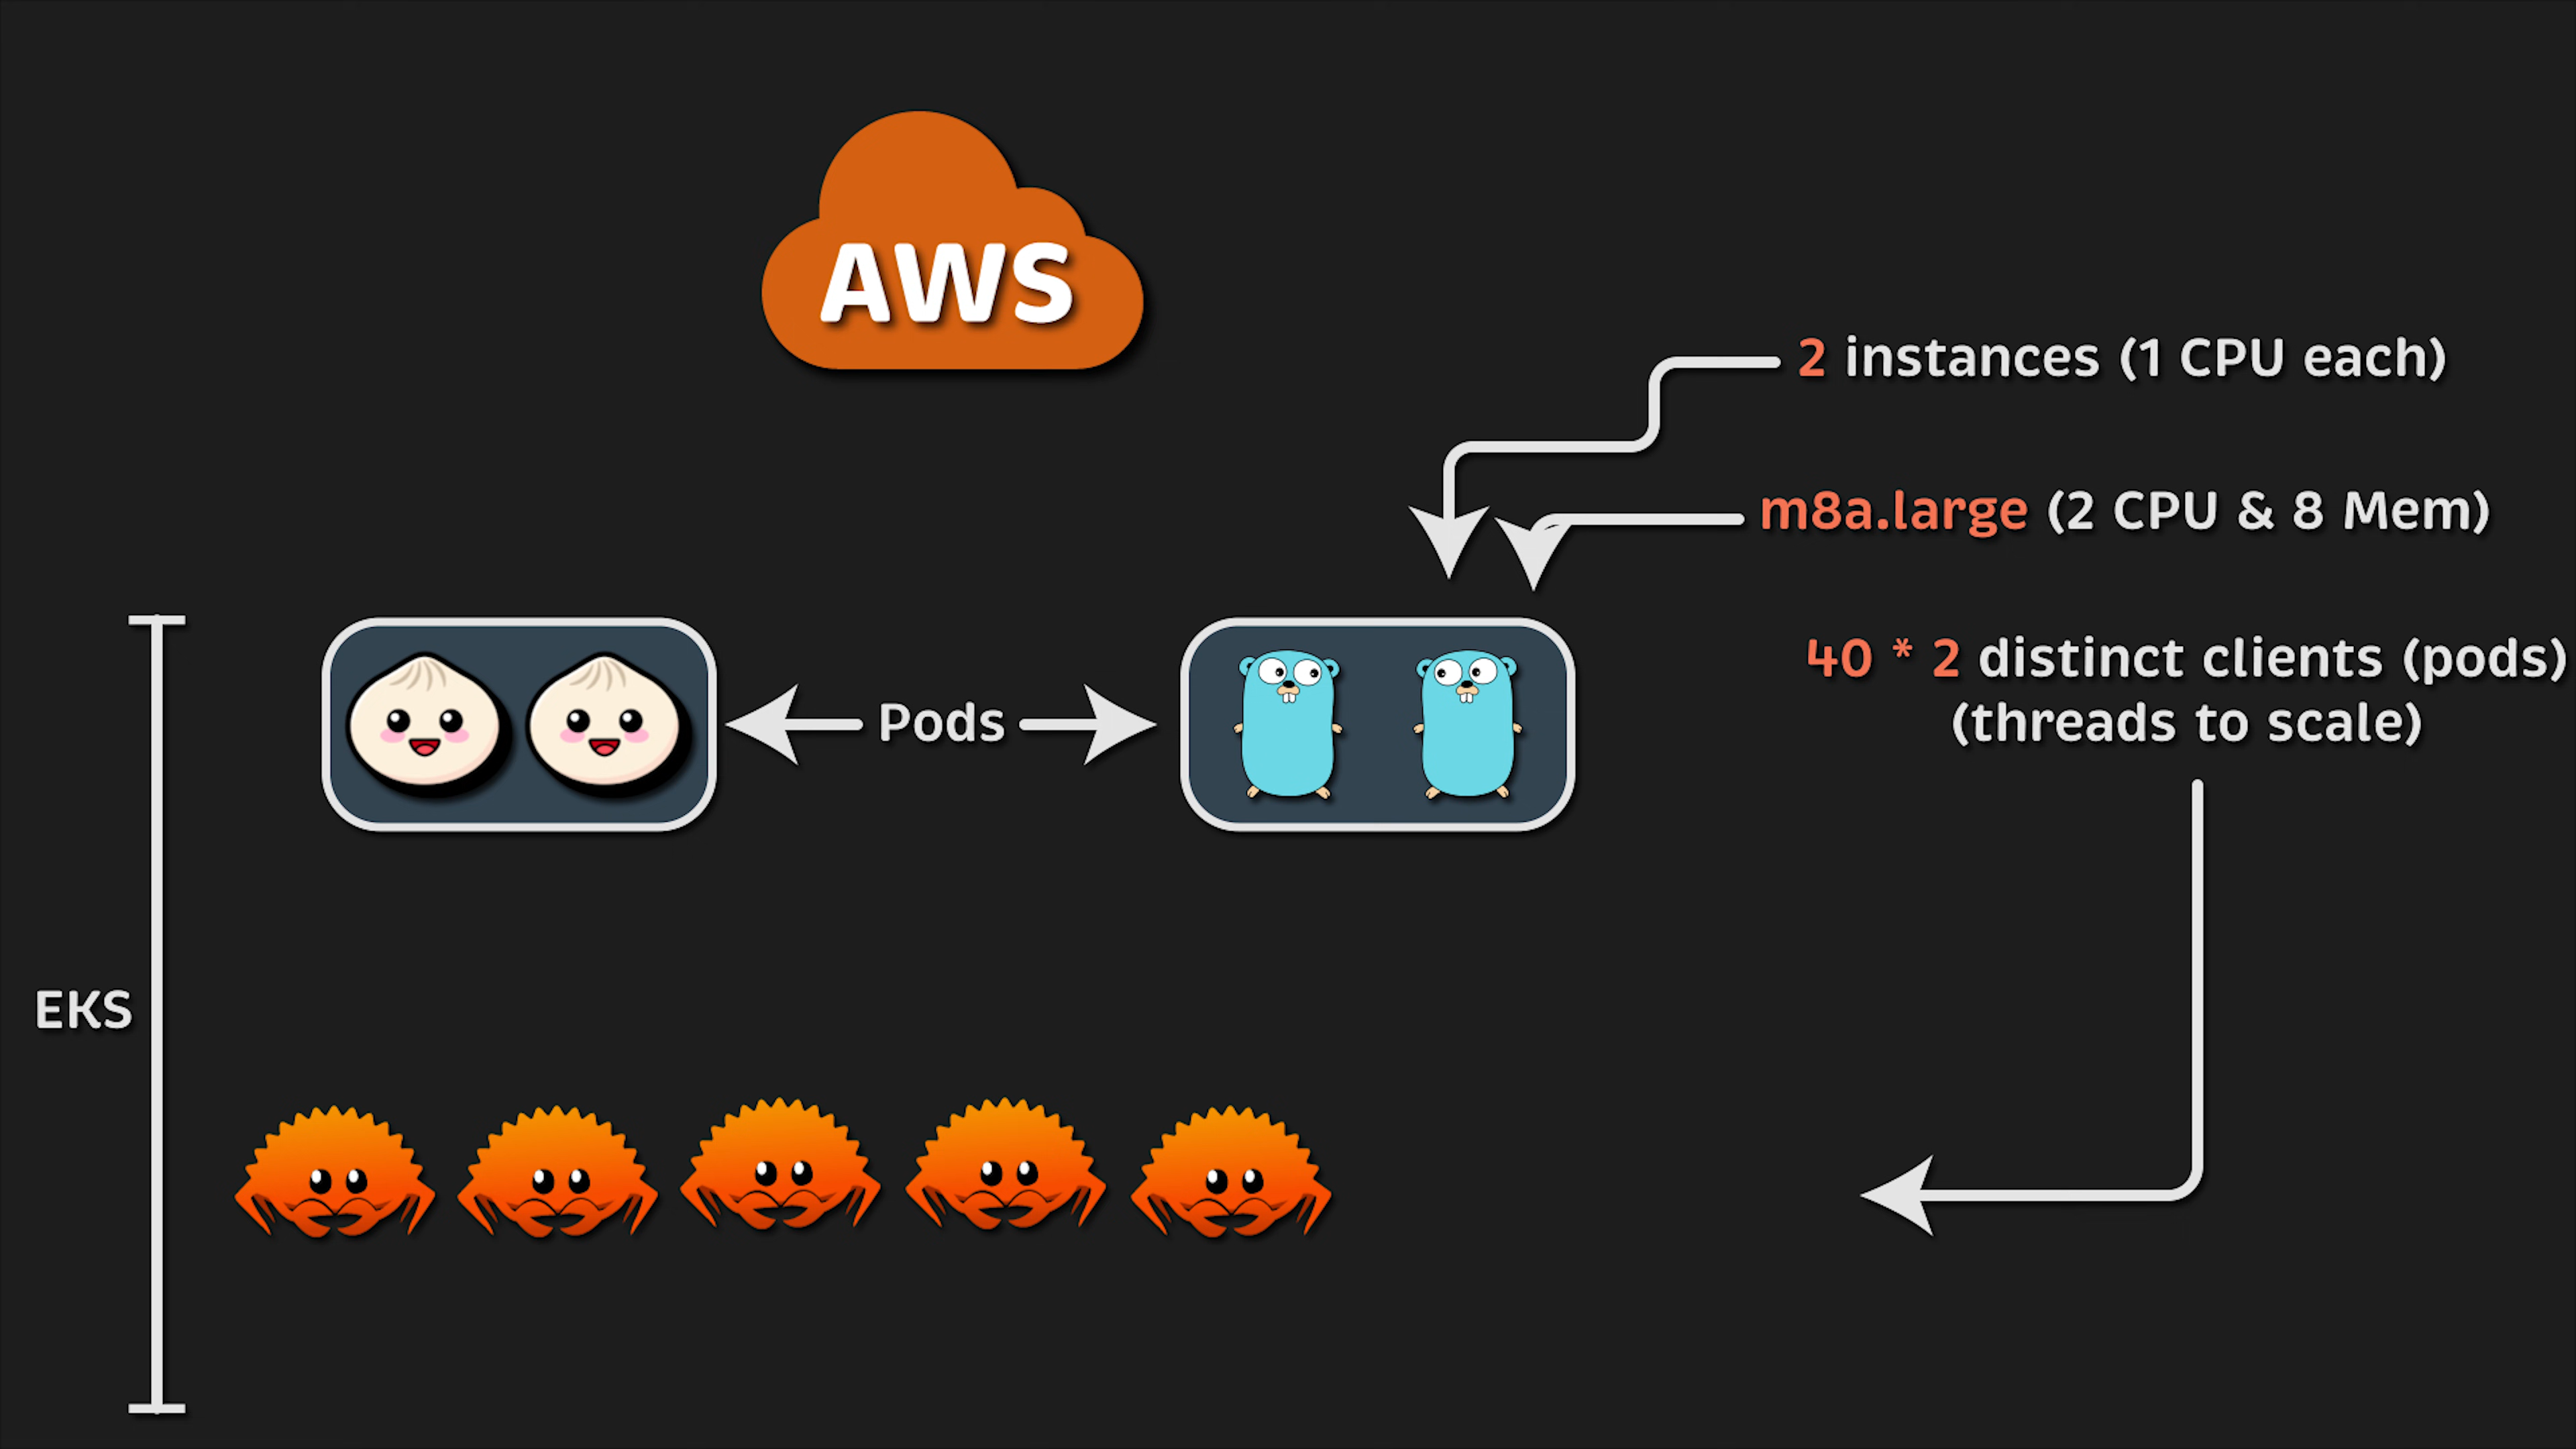 AWS
2 instances (1 CPU each)
m8a.large (2 CPU & 8 Mem)
40 * 2 distinct clients (pods)
(threads to scale)
Pods
EKS